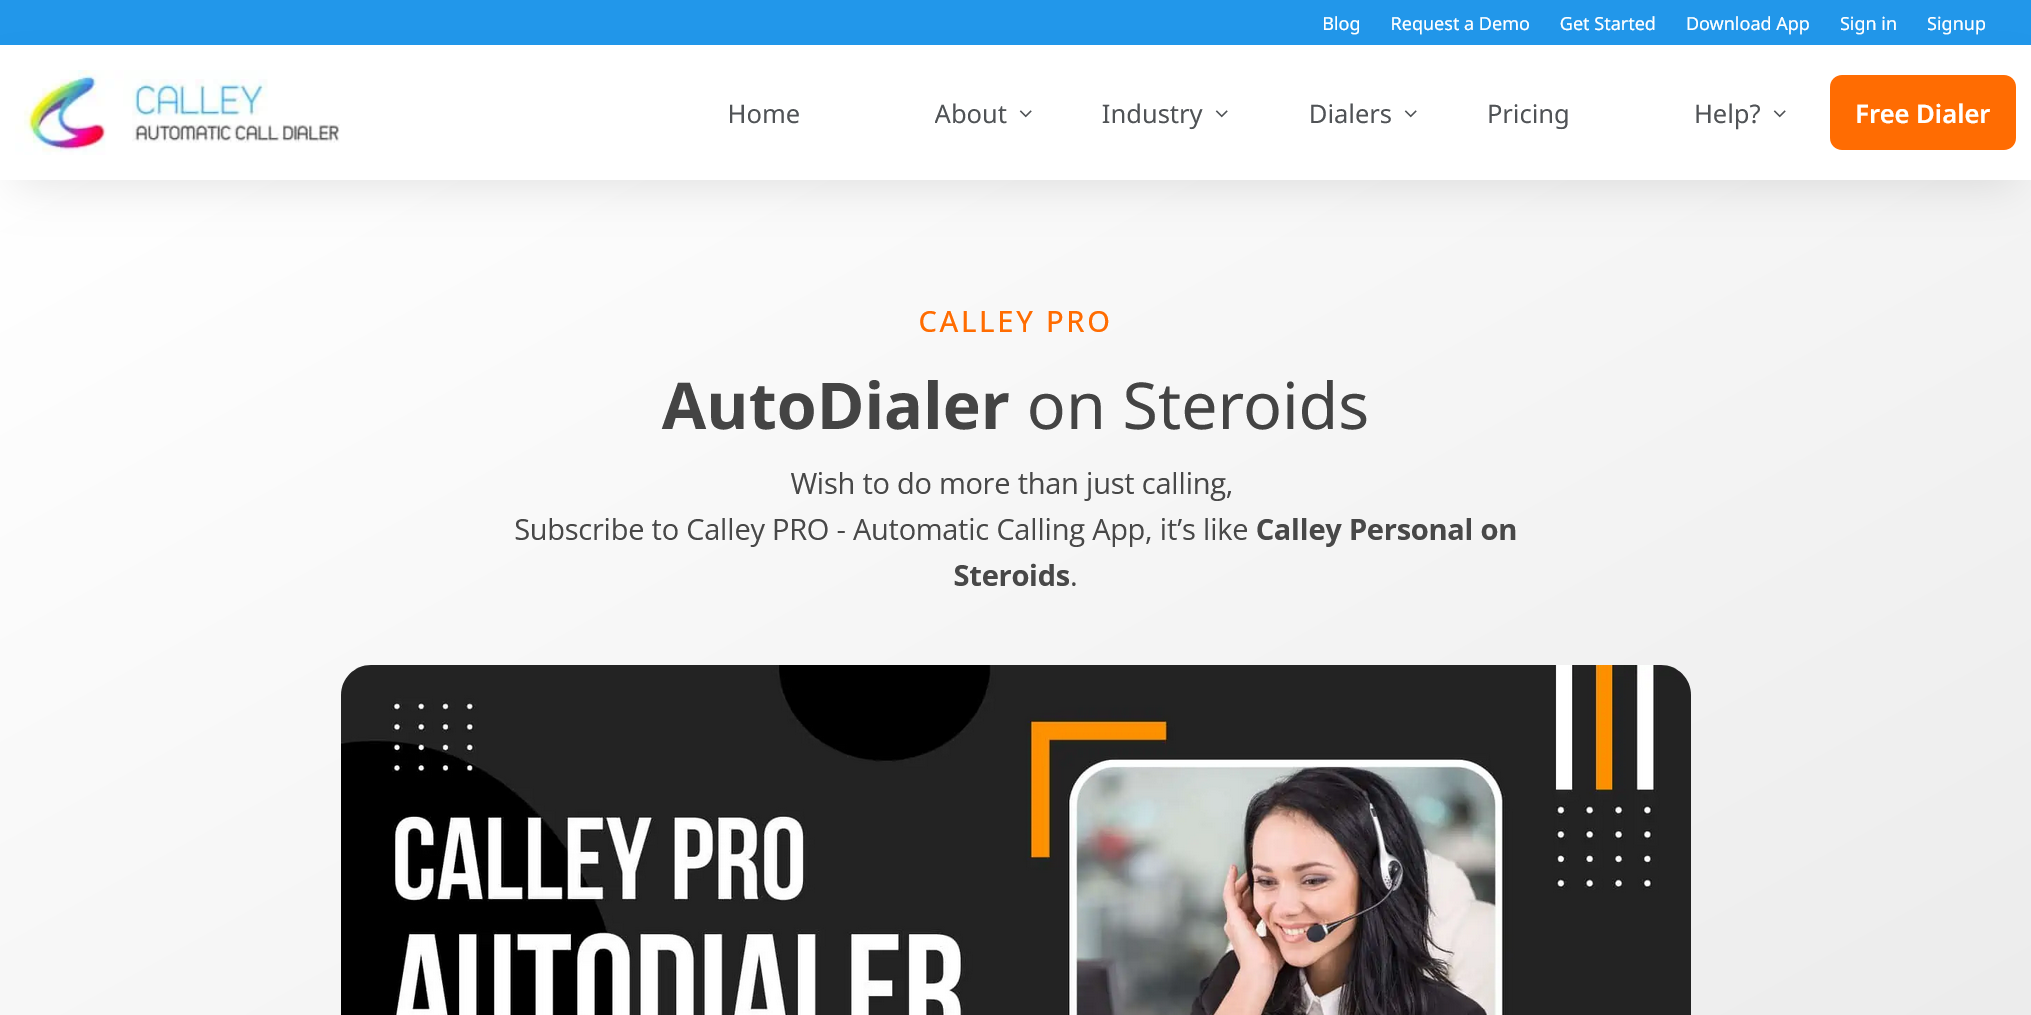 Blog Request a Demo Get Started Download App Sign in Signup
CALLEY
AUTOMATIC CALL DIALER
Home About Industry Dialers Pricing Help? Free Dialer
CALLEY PRO
AutoDialer on Steroids
Wish to do more than just calling,
Subscribe to Calley PRO - Automatic Calling App, it’s like Calley Personal on
Steroids.
CALLEY PRO
AUTODIALER